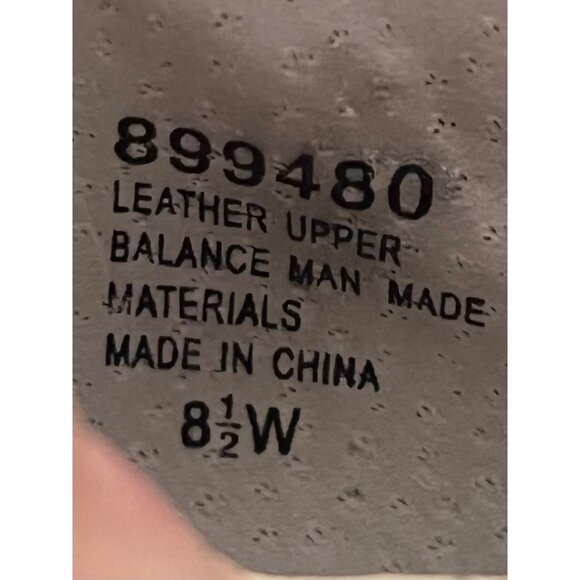 899480
LEATHER UPPER
BALANCE MAN MADE
MATERIALS
MADE IN CHINA
8½W